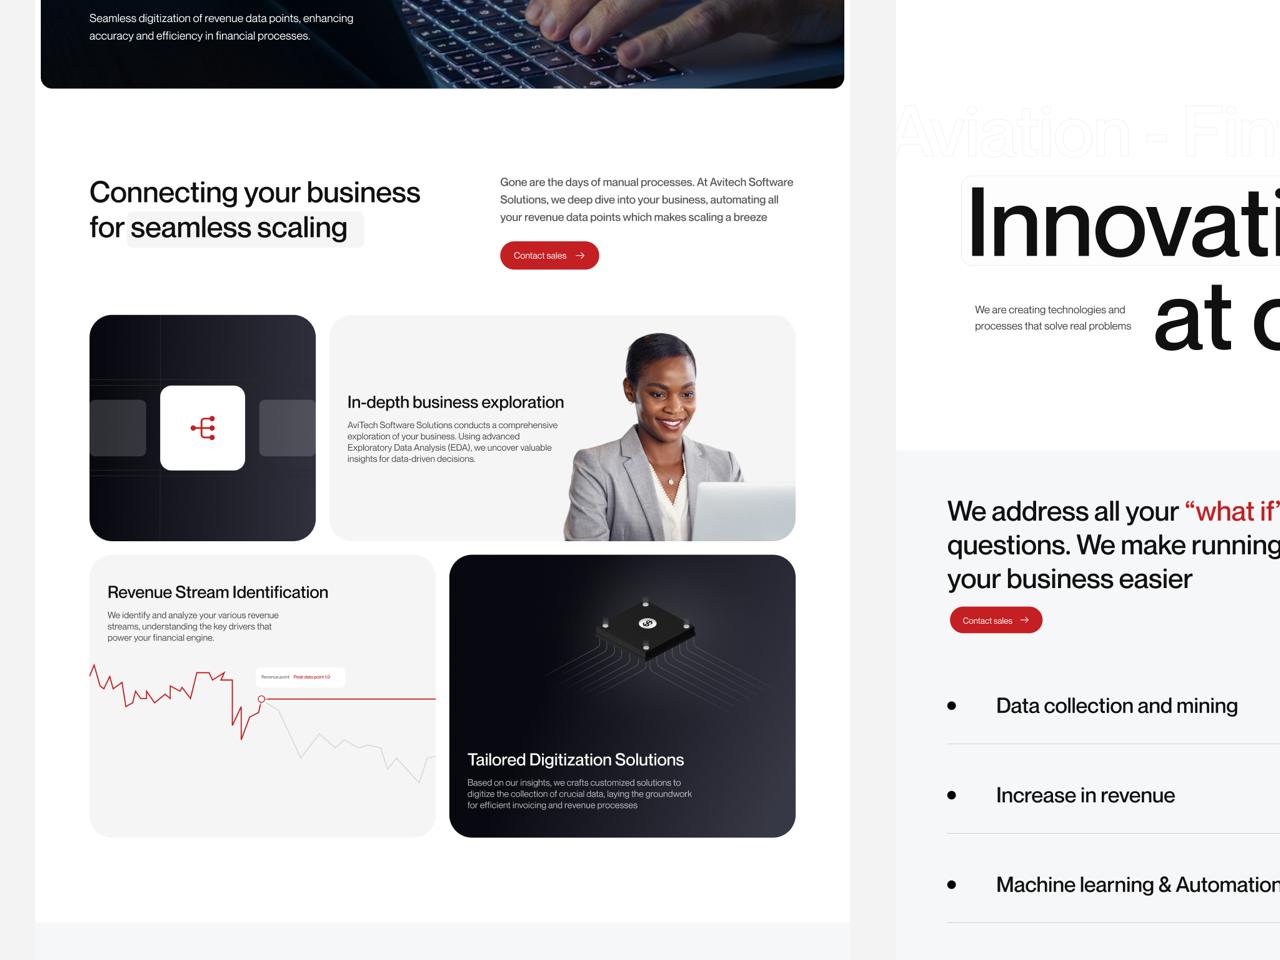 Seamless digitization of revenue data points, enhancing
accuracy and efficiency in financial processes.
Connecting your business
for seamless scaling
Gone are the days of manual processes. At Avitech Software
Solutions, we deep dive into your business, automating all
your revenue data points which makes scaling a breeze
Contact sales
In-depth business exploration
AviTech Software Solutions conducts a comprehensive
exploration of your business. Using advanced
Exploratory Data Analysis (EDA), we uncover valuable
insights for data-driven decisions.
Revenue Stream Identification
We identify and analyze your various revenue
streams, understanding the key drivers that
power your financial engine.
Revenue point Peak data point 1.0
Tailored Digitization Solutions
Based on our insights, we crafts customized solutions to
digitize the collection of crucial data, laying the groundwork
for efficient invoicing and revenue processes
Aviation - Fin
Innovati
We are creating technologies and
processes that solve real problems
at
We address all your “what if”
questions. We make running
your business easier
Contact sales
Data collection and mining
Increase in revenue
Machine learning & Automation